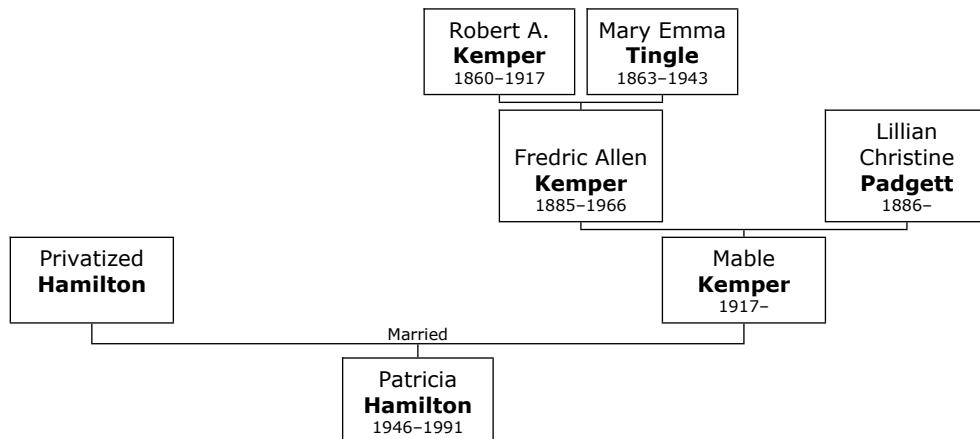 Robert A.
Kemper
1860–1917
Mary Emma
Tingle
1863–1943
Fredric Allen
Kemper
1885–1966
Lillian
Christine
Padgett
1886–
Privatized
Hamilton
Mable
Kemper
1917–
Married
Patricia
Hamilton
1946–1991